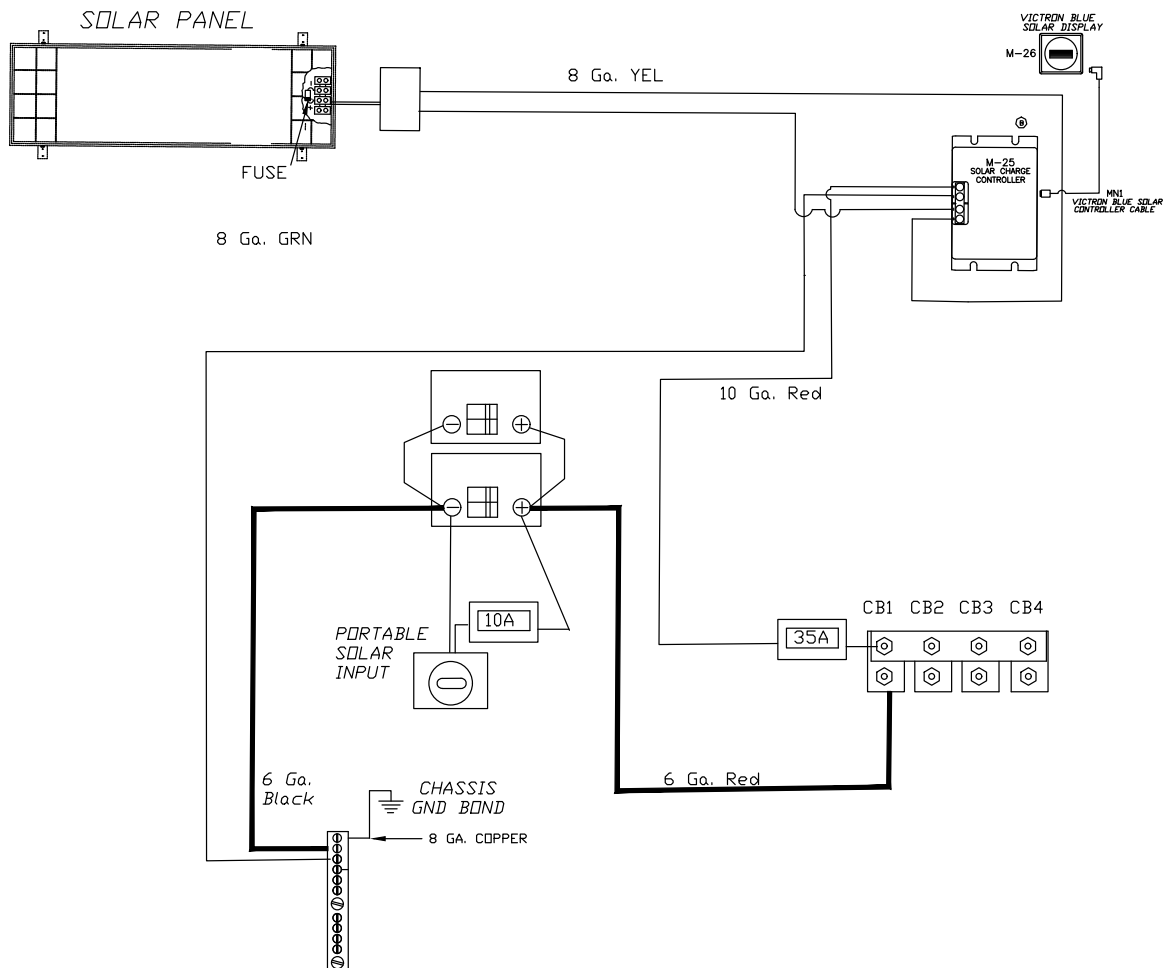 SOLAR PANEL
VICTRON BLUE
SOLAR DISPLAY
M-26
8 Ga. YEL
FUSE
B
M-25
SOLAR CHARGE
CONTROLLER
MN1
VICTRON BLUE SOLAR
CONTROLLER CABLE
8 Ga. GRN
10 Ga. Red
10A
PORTABLE
SOLAR
INPUT
CB1 CB2 CB3 CB4
35A
6 Ga.
Black
6 Ga. Red
CHASSIS
GND BOND
8 GA. COPPER